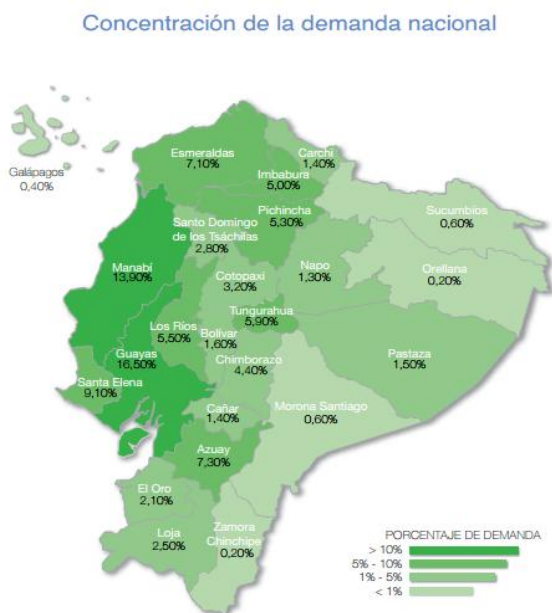 Concentración de la demanda nacional
Galápagos
0,40%
Esmeraldas
7,10%
Carchi
1,40%
Imbabura
5,00%
Pichincha
5,30%
Sucumbíos
0,60%
Santo Domingo
de los Tsáchilas
2,80%
Manabí
13,90%
Cotopaxi
3,20%
Napo
1,30%
Orellana
0,20%
Tungurahua
5,90%
Los Ríos
5,50%
Bolívar
1,60%
Guayas
16,50%
Chimborazo
4,40%
Pastaza
1,50%
Santa Elena
9,10%
Cañar
1,40%
Morona Santiago
0,60%
Azuay
7,30%
El Oro
2,10%
Loja
2,50%
Zamora
Chinchipe
0,20%
PORCENTAJE DE DEMANDA
> 10%
5% - 10%
1% - 5%
< 1%